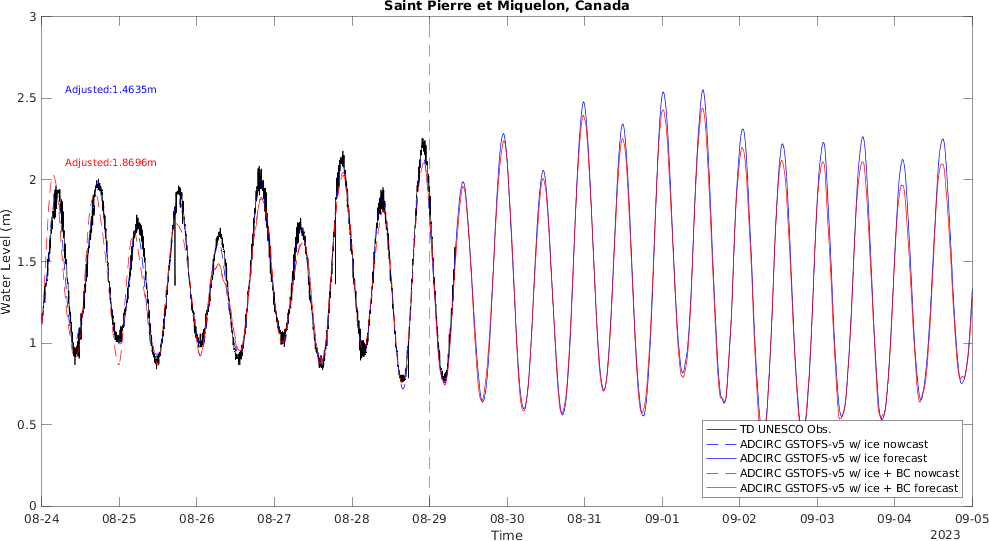 Saint Pierre et Miquelon, Canada
3
2.5
2
1.5
1
0.5
0
Water Level (m)
Adjusted:1.4635m
Adjusted:1.8696m
TD UNESCO Obs.
ADCIRC GSTOFS-v5 w/ ice nowcast
ADCIRC GSTOFS-v5 w/ ice forecast
ADCIRC GSTOFS-v5 w/ ice + BC nowcast
ADCIRC GSTOFS-v5 w/ ice + BC forecast
08-24 08-25 08-26 08-27 08-28 08-29 08-30 08-31 09-01 09-02 09-03 09-04 09-05
Time
2023